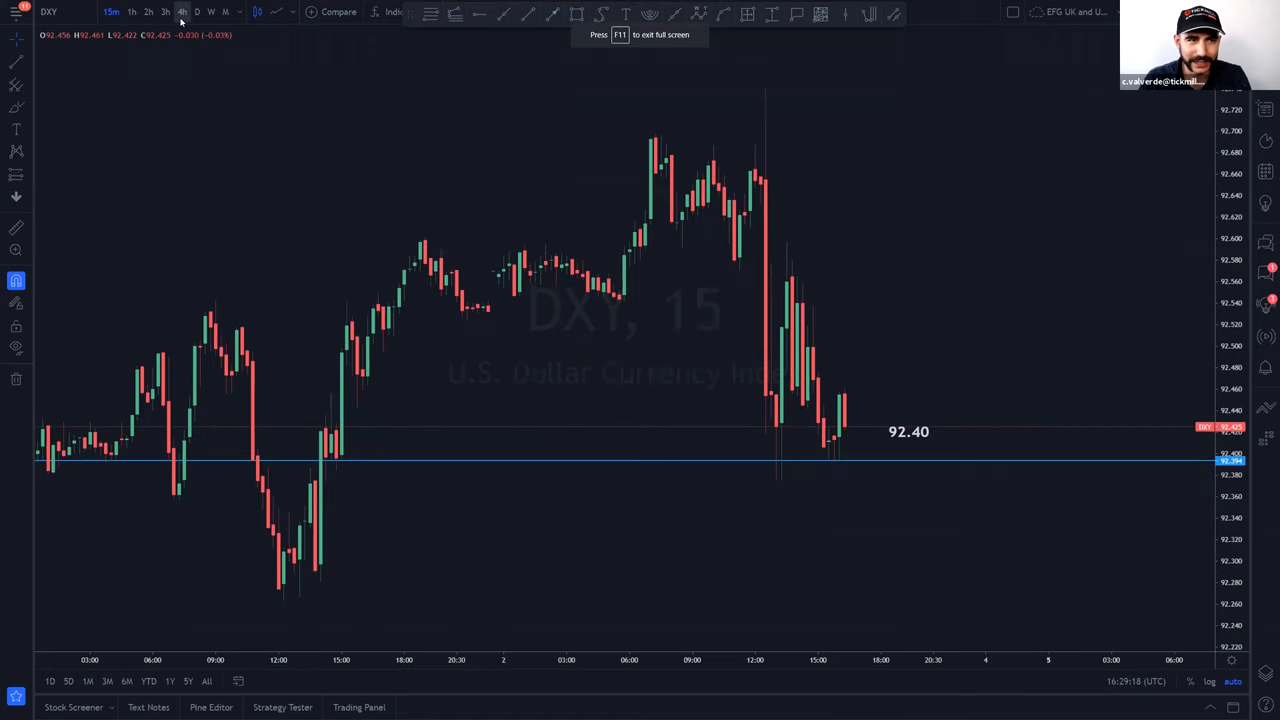 11
DXY
15m 1h 2h 3h 4h D W M
Compare
Indic
EFG UK and U...
Press F11 to exit full screen
TICKMILL
c.valverde@tickmill....
O92.456 H92.461 L92.422 C92.425 -0.030 (-0.03%)
92.720
92.700
92.680
92.660
92.640
92.620
92.600
92.580
92.560
92.540
92.520
92.500
92.480
92.460
92.440
DXY 92.425
92.400
92.394
92.380
92.360
92.340
92.320
92.300
92.280
92.260
92.240
92.220
DXY, 15
U.S. Dollar Currency Inde
92.40
1
3
03:00 06:00 09:00 12:00 15:00 18:00 20:30 2 03:00 06:00 09:00 12:00 15:00 18:00 20:30 4 5 03:00 06:00
1D 5D 1M 3M 6M YTD 1Y 5Y All
16:29:18 (UTC) % log auto
Stock Screener Text Notes Pine Editor Strategy Tester Trading Panel